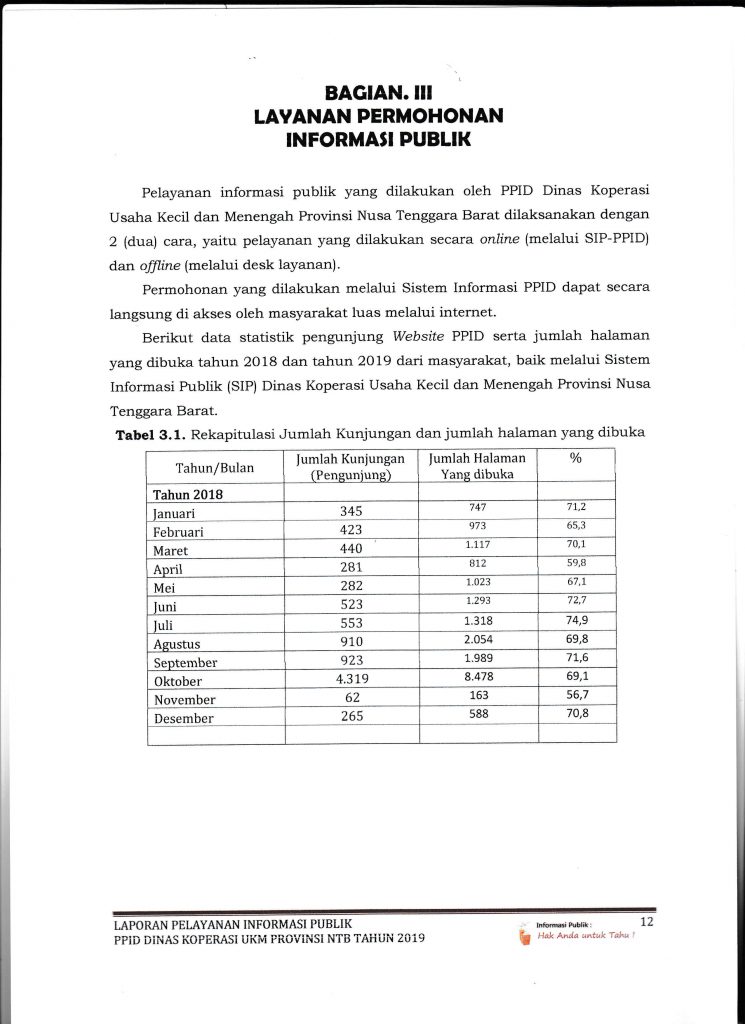 BAGIAN. III
LAYANAN PERMOHONAN
INFORMASI PUBLIK
Pelayanan informasi publik yang dilakukan oleh PPID Dinas Koperasi
Usaha Kecil dan Menengah Provinsi Nusa Tenggara Barat dilaksanakan dengan
2 (dua) cara, yaitu pelayanan yang dilakukan secara online (melalui SIP-PPID)
dan offline (melalui desk layanan).
Permohonan yang dilakukan melalui Sistem Informasi PPID dapat secara
langsung di akses oleh masyarakat luas melalui internet.
Berikut data statistik pengunjung Website PPID serta jumlah halaman
yang dibuka tahun 2018 dan tahun 2019 dari masyarakat, baik melalui Sistem
Informasi Publik (SIP) Dinas Koperasi Usaha Kecil dan Menengah Provinsi Nusa
Tenggara Barat.
Tabel 3.1. Rekapitulasi Jumlah Kunjungan dan jumlah halaman yang dibuka
Tahun/Bulan Jumlah Kunjungan (Pengunjung) Jumlah Halaman Yang dibuka %
Tahun 2018
Januari 345 747 71,2
Februari 423 973 65,3
Maret 440 1.117 70,1
April 281 812 59,8
Mei 282 1.023 67,1
Juni 523 1.293 72,7
Juli 553 1.318 74,9
Agustus 910 2.054 69,8
September 923 1.989 71,6
Oktober 4.319 8.478 69,1
November 62 163 56,7
Desember 265 588 70,8
LAPORAN PELAYANAN INFORMASI PUBLIK
PPID DINAS KOPERASI UKM PROVINSI NTB TAHUN 2019
Informasi Publik :
Hak Anda untuk Tahu !
12